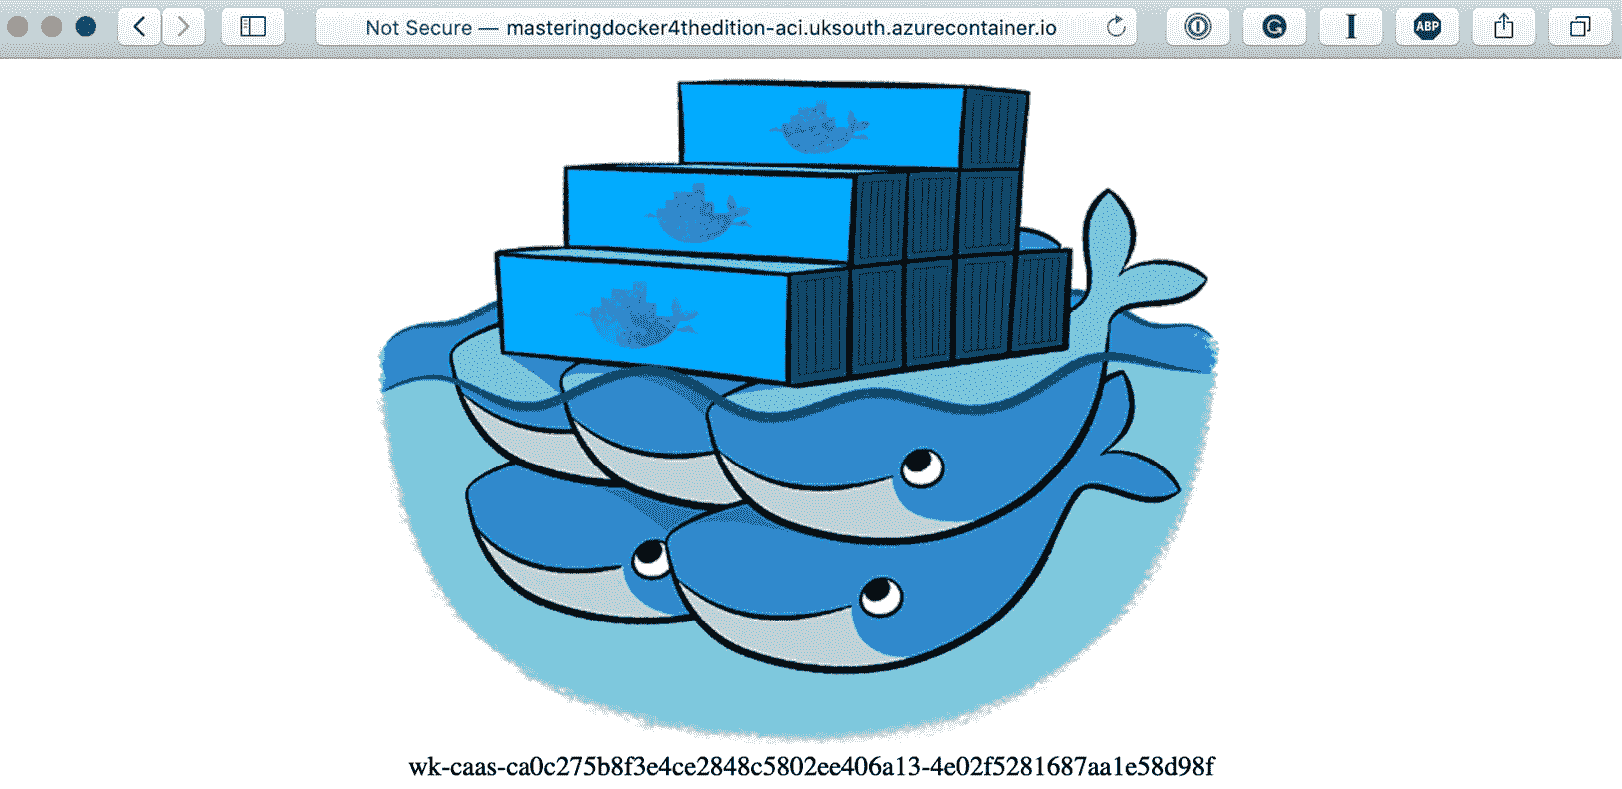 Not Secure — masteringdocker4thedition-aci.uksouth.azurecontainer.io
ABP
wk-caas-ca0c275b8f3e4ce2848c5802ee406a13-4e02f5281687aa1e58d98f